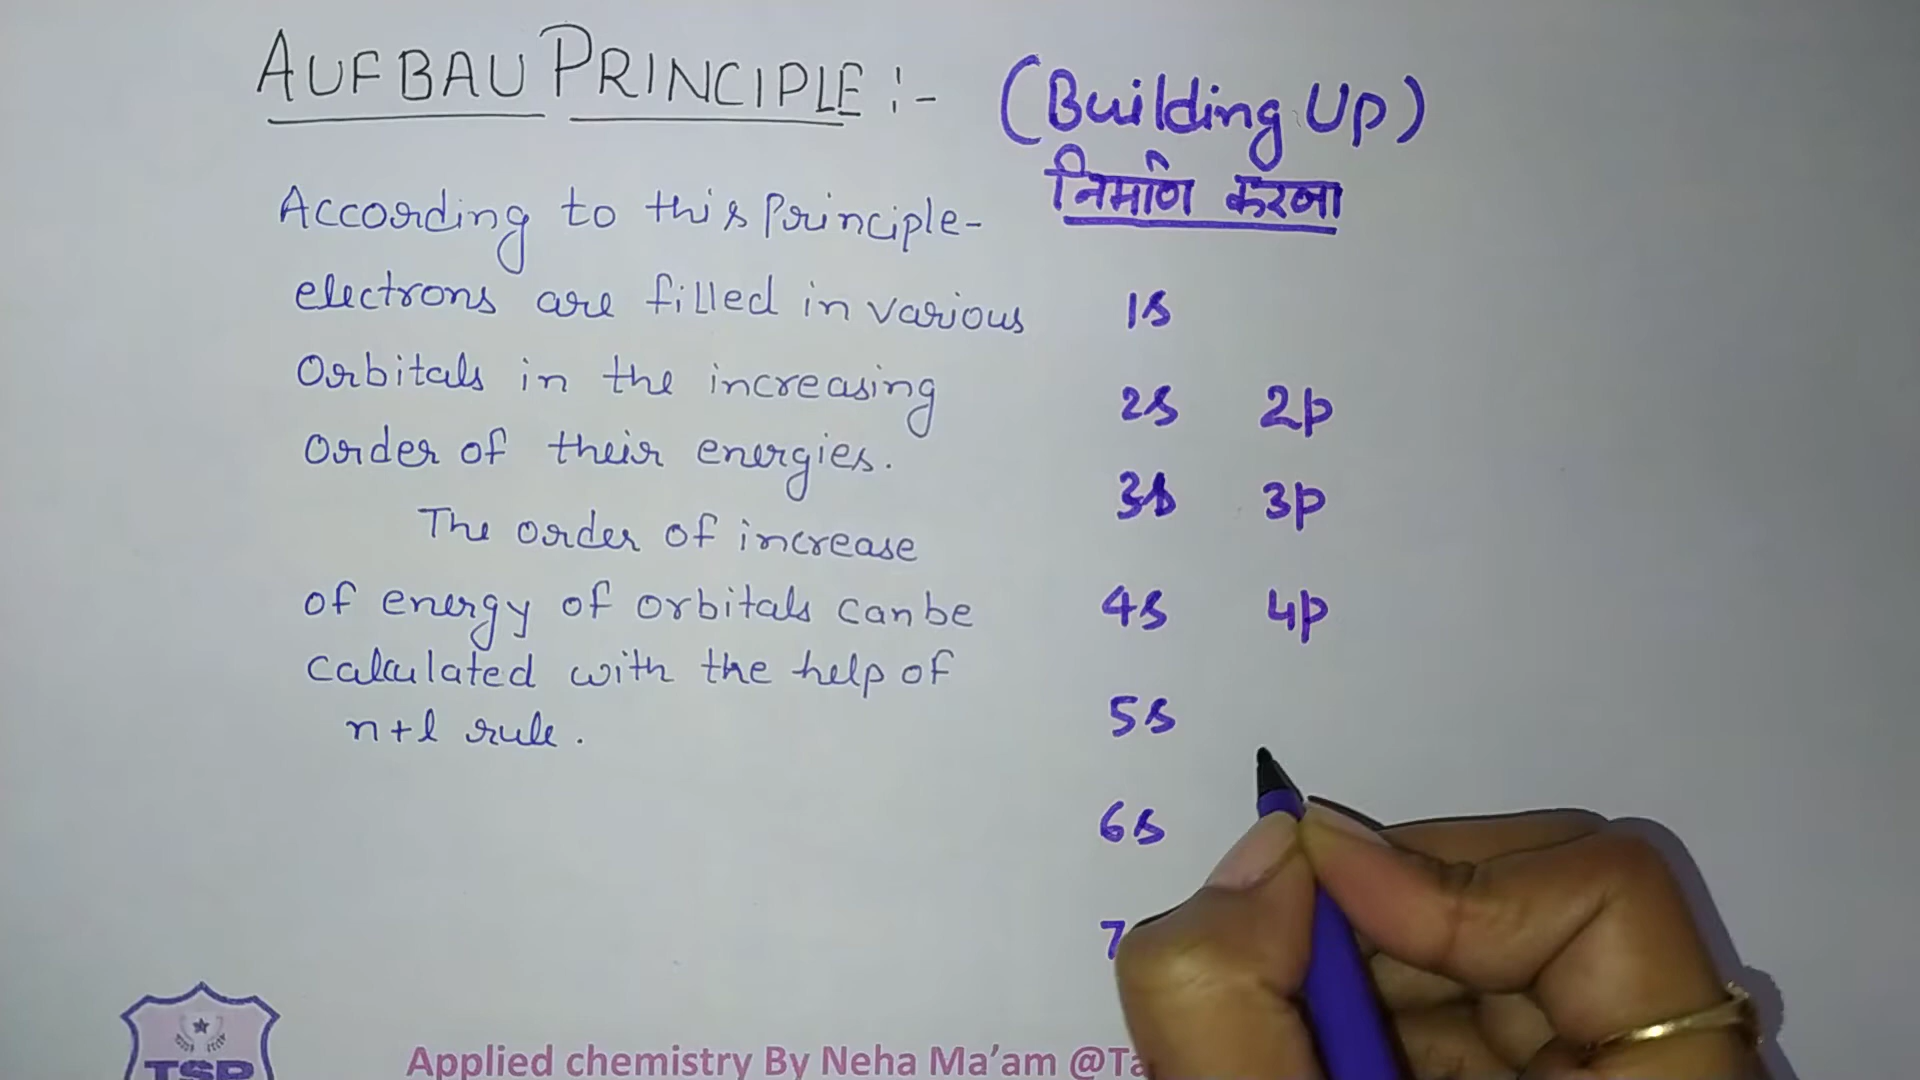 AUFBAU PRINCIPLE :- (Building Up)
निर्माण करना
According to this Principle-
electrons are filled in various
Orbitals in the increasing
order of their energies.
The order of increase
of energy of orbitals can be
calculated with the help of
n+l rule.
1s
2s 2p
3s 3p
4s 4p
5s
6s
7
TSP
Applied chemistry By Neha Ma’am @Ta